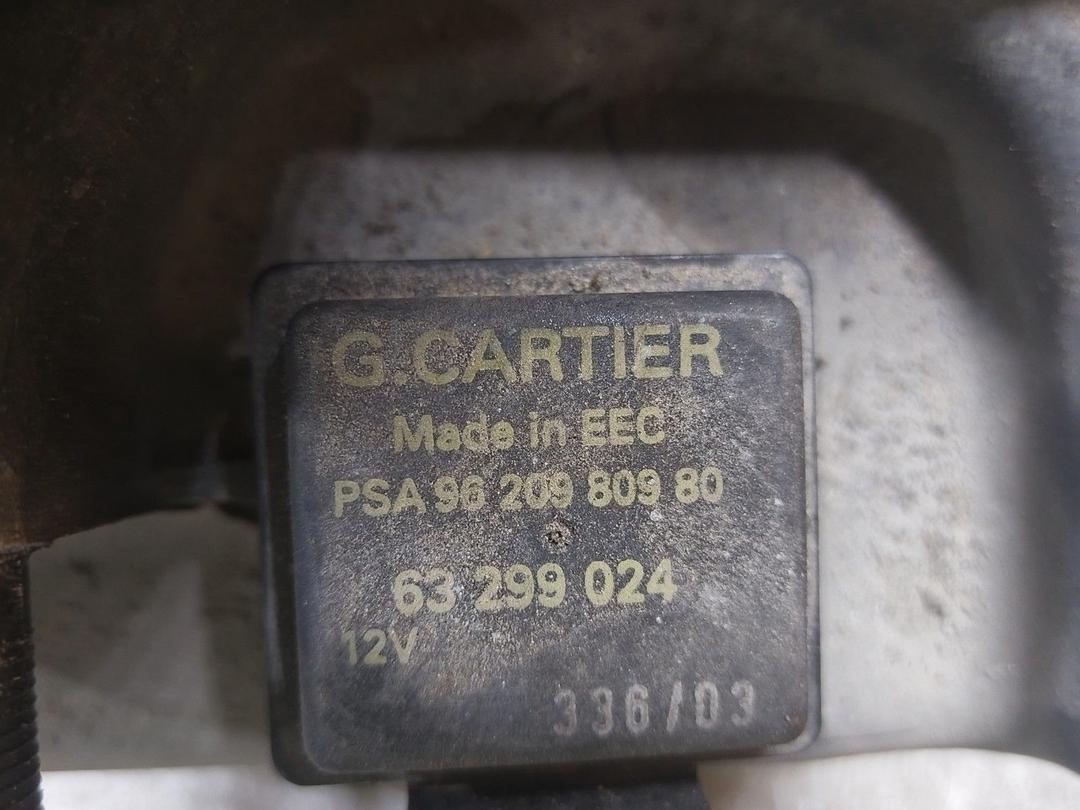 G.CARTIER
Made in EEC
PSA 96 209 809 80
63 299 024
12V
336/03